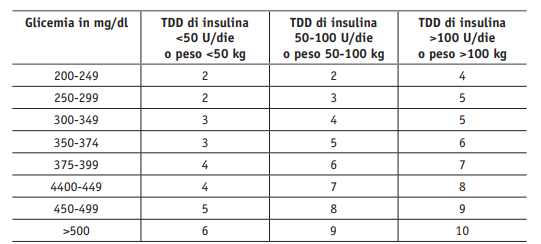 Glicemia in mg/dl TDD di insulina TDD di insulina TDD di insulina
<50 U/die 50-100 U/die >100 U/die
o peso <50 kg o peso 50-100 kg o peso >100 kg
200-249 2 2 4
250-299 2 3 5
300-349 3 4 5
350-374 3 5 6
375-399 4 6 7
4400-449 4 7 8
450-499 5 8 9
>500 6 9 10